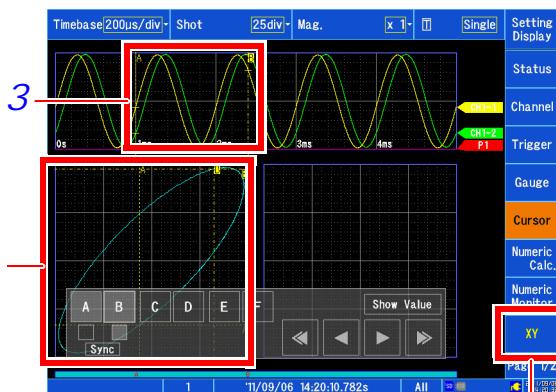 Timebase 200µs/div Shot 25div Mag. x 1 Single
Setting
Display
Status
Channel
Trigger
Gauge
Cursor
Numeric
Calc.
Numeric
Monitor
XY
Page 1/2
3
A
CH1-1
CH1-2
P1
0s 1ms 2ms 3ms 4ms
A
A B C D E F Show Value
Sync
1 '11/09/06 14:20:10.782s All